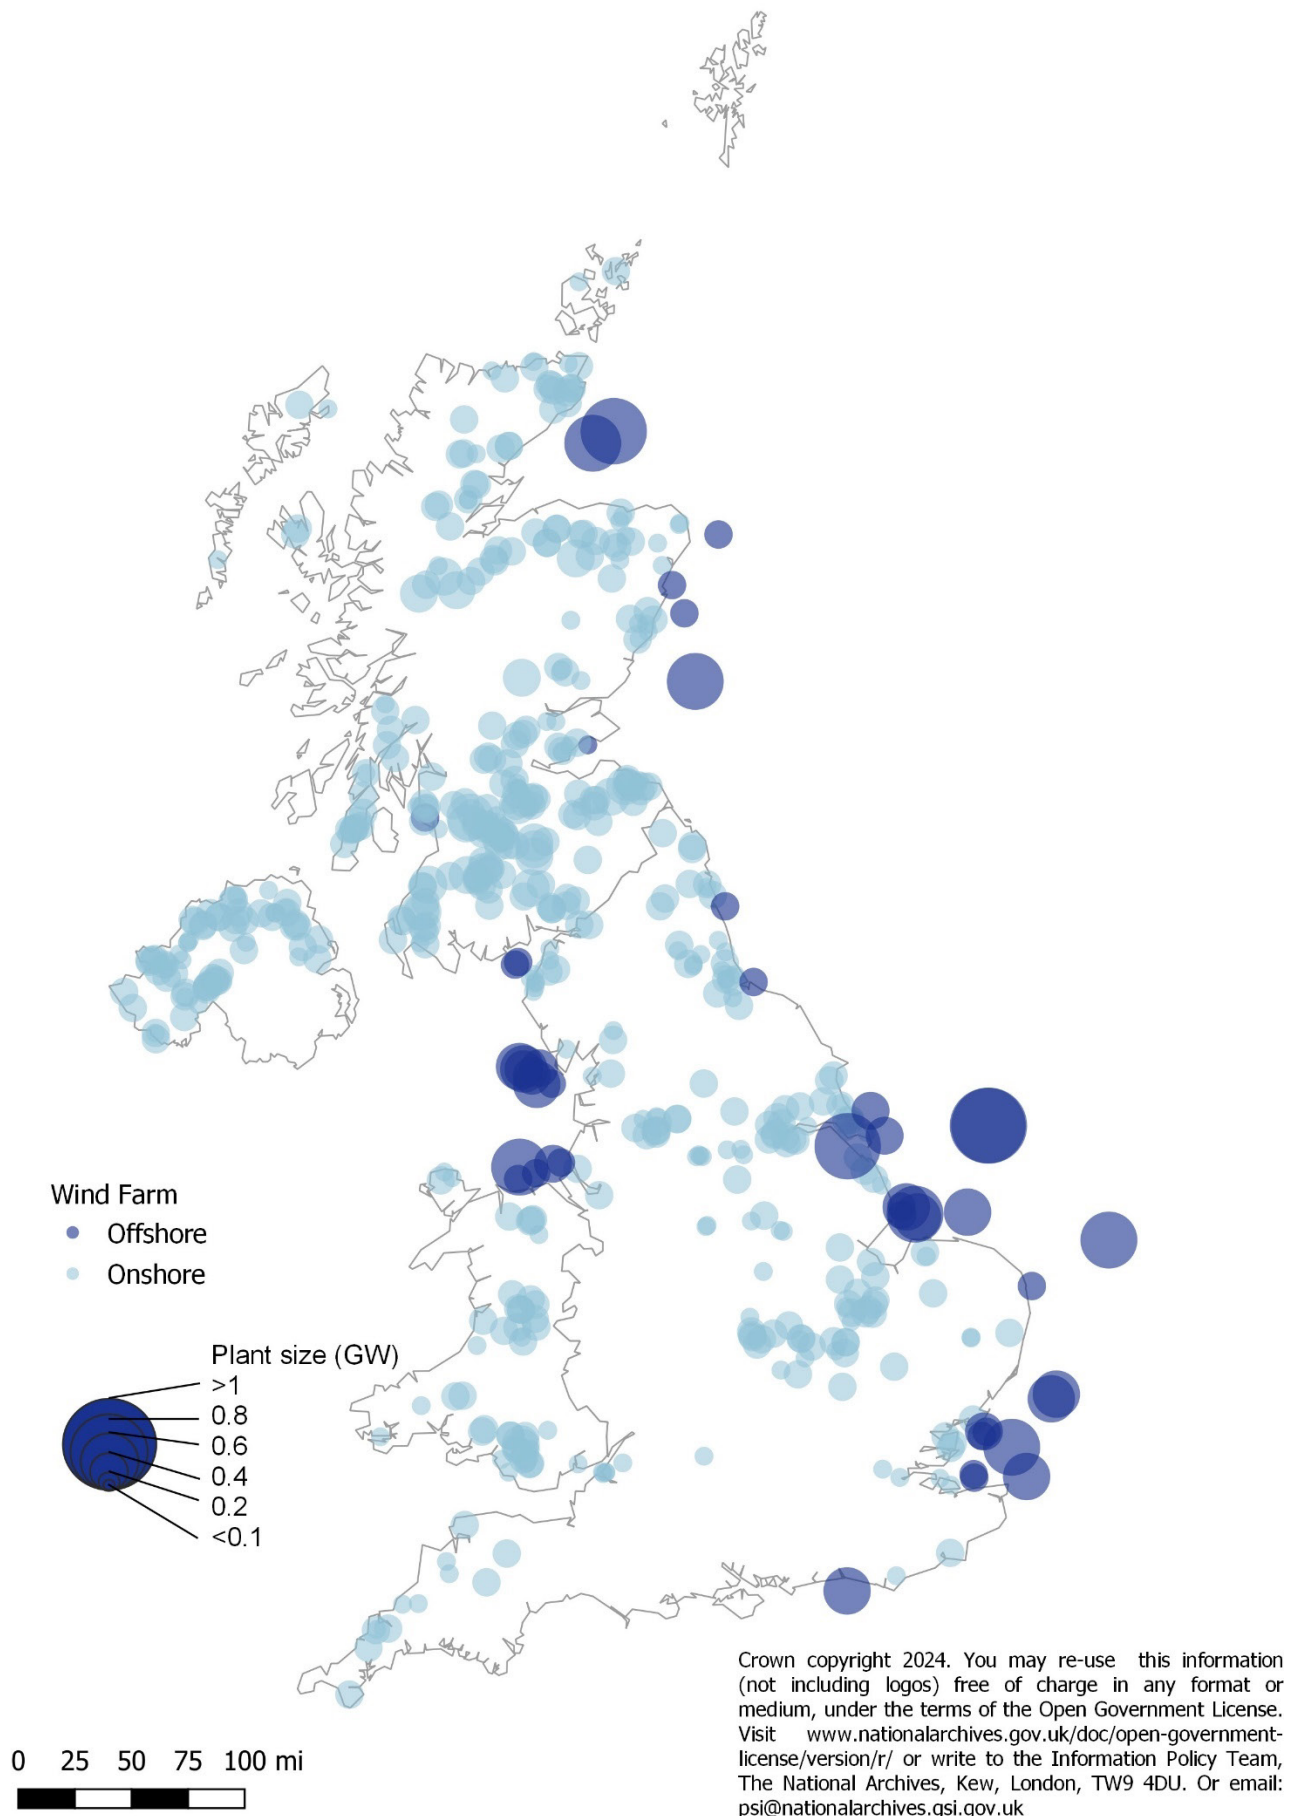 Wind Farm
Offshore
Onshore
Plant size (GW)
>1
0.8
0.6
0.4
0.2
<0.1
0 25 50 75 100 mi
Crown copyright 2024. You may re-use this information
(not including logos) free of charge in any format or
medium, under the terms of the Open Government License.
Visit www.nationalarchives.gov.uk/doc/open-government-
license/version/r/ or write to the Information Policy Team,
The National Archives, Kew, London, TW9 4DU. Or email:
psi@nationalarchives.gsi.gov.uk